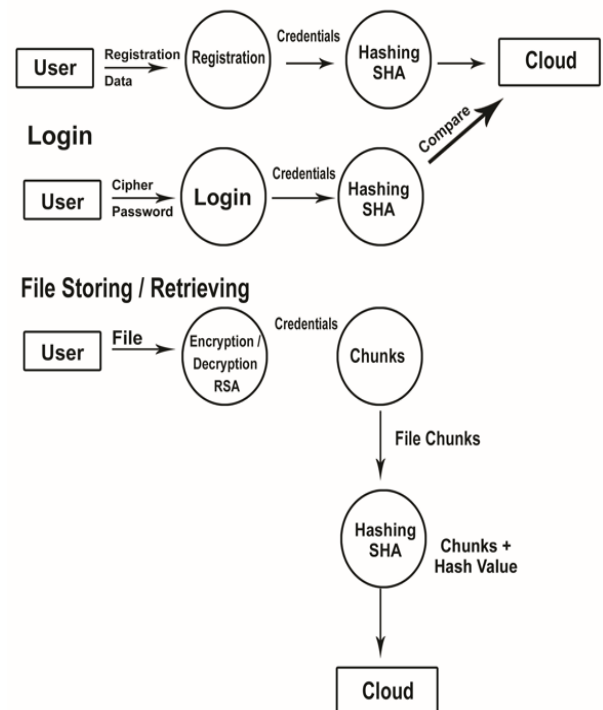 User
Registration
Data
Registration
Credentials
Hashing
SHA
Cloud
Login
User
Cipher
Password
Login
Credentials
Hashing
SHA
Compare
File Storing / Retrieving
User
File
Encryption /
Decryption
RSA
Credentials
Chunks
File Chunks
Hashing
SHA
Chunks +
Hash Value
Cloud